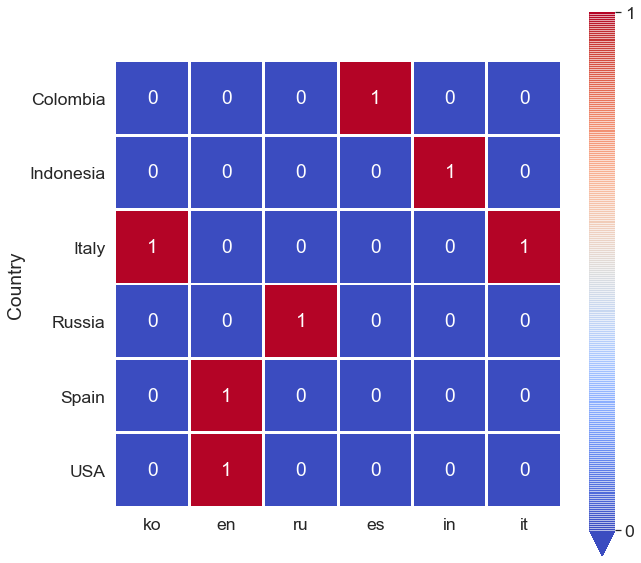 1
Colombia 0 0 0 1 0 0
Indonesia 0 0 0 0 1 0
Italy 1 0 0 0 0 1
Russia 0 0 1 0 0 0
Spain 0 1 0 0 0 0
USA 0 1 0 0 0 0
ko en ru es in it
0
Country